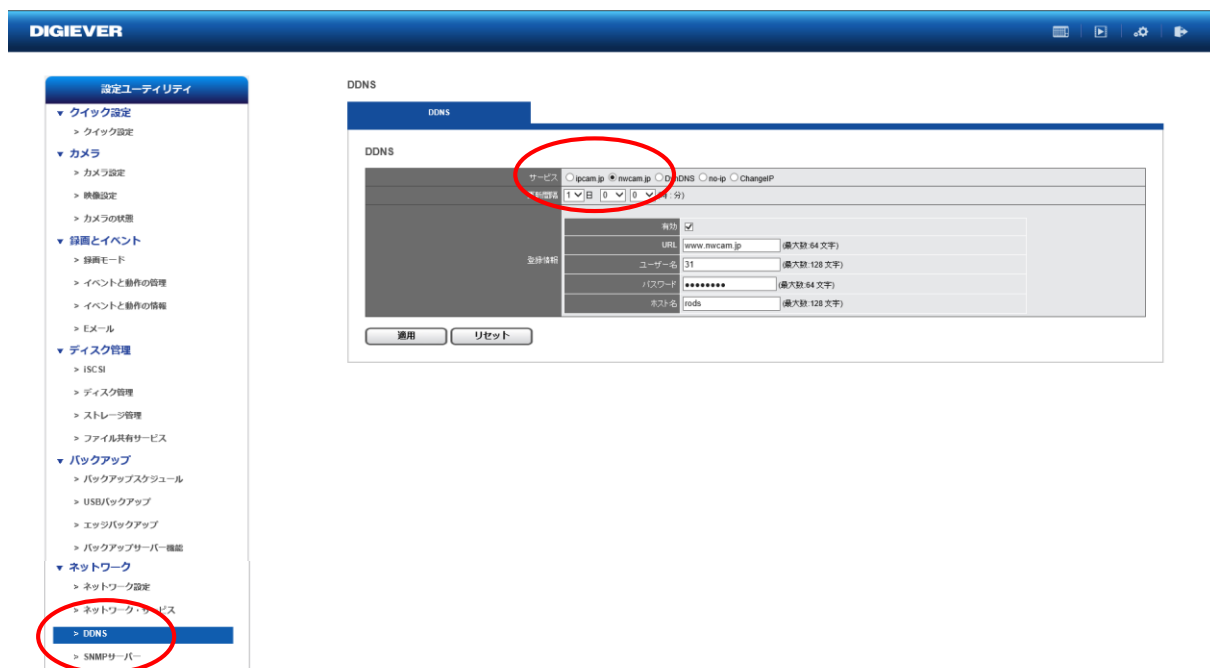 DIGIEVER
設定ユーティリティ
▼ クイック設定
> クイック設定
▼ カメラ
> カメラ設定
> 映像設定
> カメラの状態
▼ 録画とイベント
> 録画モード
> イベントと動作の管理
> イベントと動作の情報
> Eメール
▼ ディスク管理
> iSCSI
> ディスク管理
> ストレージ管理
> ファイル共有サービス
▼ バックアップ
> バックアップスケジュール
> USBバックアップ
> エッジバックアップ
> バックアップサーバー機能
▼ ネットワーク
> ネットワーク設定
> ネットワーク・サービス
> DDNS
> SNMPサーバー
DDNS
DDNS
DDNS
サービス ipcam.jp nwcam.jp DynDNS no-ip ChangeIP
更新間隔 1 日 0 0 : 分)
登録情報
有効
URL www.nwcam.jp (最大数:64 文字)
ユーザー名 31 (最大数:128 文字)
パスワード ●●●●●●●● (最大数:64 文字)
ホスト名 rods (最大数:128 文字)
適用 リセット